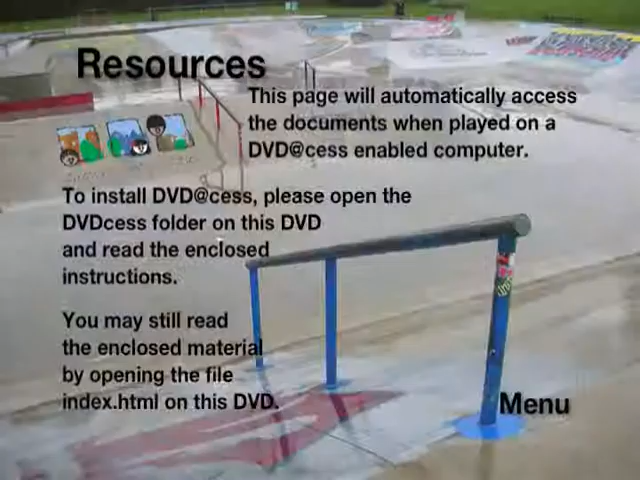 Resources
This page will automatically access
the documents when played on a
DVD@cess enabled computer.
To install DVD@cess, please open the
DVDcess folder on this DVD
and read the enclosed
instructions.
You may still read
the enclosed material
by opening the file
index.html on this DVD.
Menu